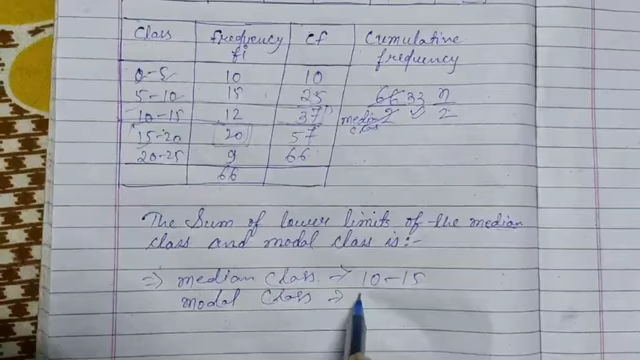 Class Frequency fi CF Cumulative frequency
0-5 10 10
5-10 15 25 66/2 33 n/2
10-15 12 37 median class
15-20 20 57
20-25 9 66
66
The Sum of lower limits of the median
class and modal class is:-
⇒ median Class → 10-15
modal Class ⇒